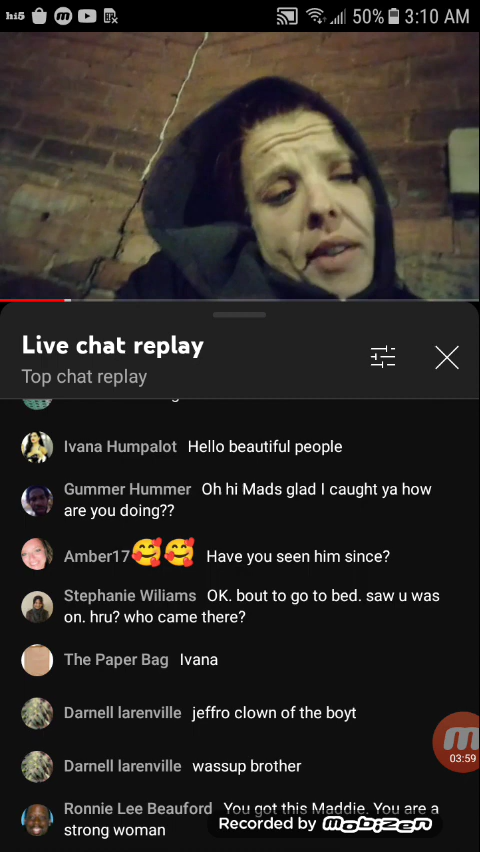 hi5 50% 3:10 AM
Live chat replay
Top chat replay
Ivana Humpalot Hello beautiful people
Gummer Hummer Oh hi Mads glad I caught ya how
are you doing??
Amber17🥰🥰 Have you seen him since?
Stephanie Wiliams OK. bout to go to bed. saw u was
on. hru? who came there?
The Paper Bag Ivana
Darnell larenville jeffro clown of the boyt
Darnell larenville wassup brother
03:59
Ronnie Lee Beauford You got this Maddie. You are a
strong woman
Recorded by mobizen